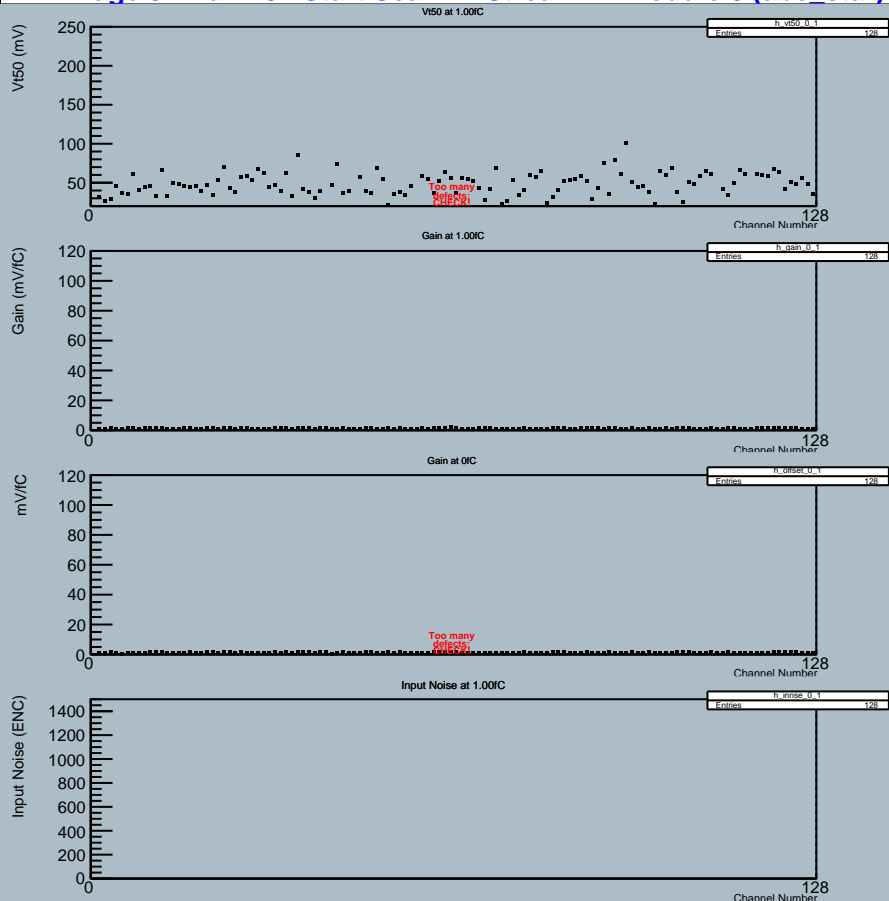 Vt50 at 1.00fC
h_vt50_0_1
Entries 128
Vt50 (mV)
250
200
150
100
50
Too many
defects:
CHECK!
0
128
Channel Number
Gain at 1.00fC
h_gain_0_1
Entries 128
Gain (mV/fC)
120
100
80
60
40
20
0
0
128
Channel Number
Gain at 0fC
h_offset_0_1
Entries 128
mV/fC
120
100
80
60
40
20
0
Too many
defects:
CHECK!
0
128
Channel Number
Input Noise at 1.00fC
h_innse_0_1
Entries 128
Input Noise (ENC)
1400
1200
1000
800
600
400
200
0
0
128
Channel Number